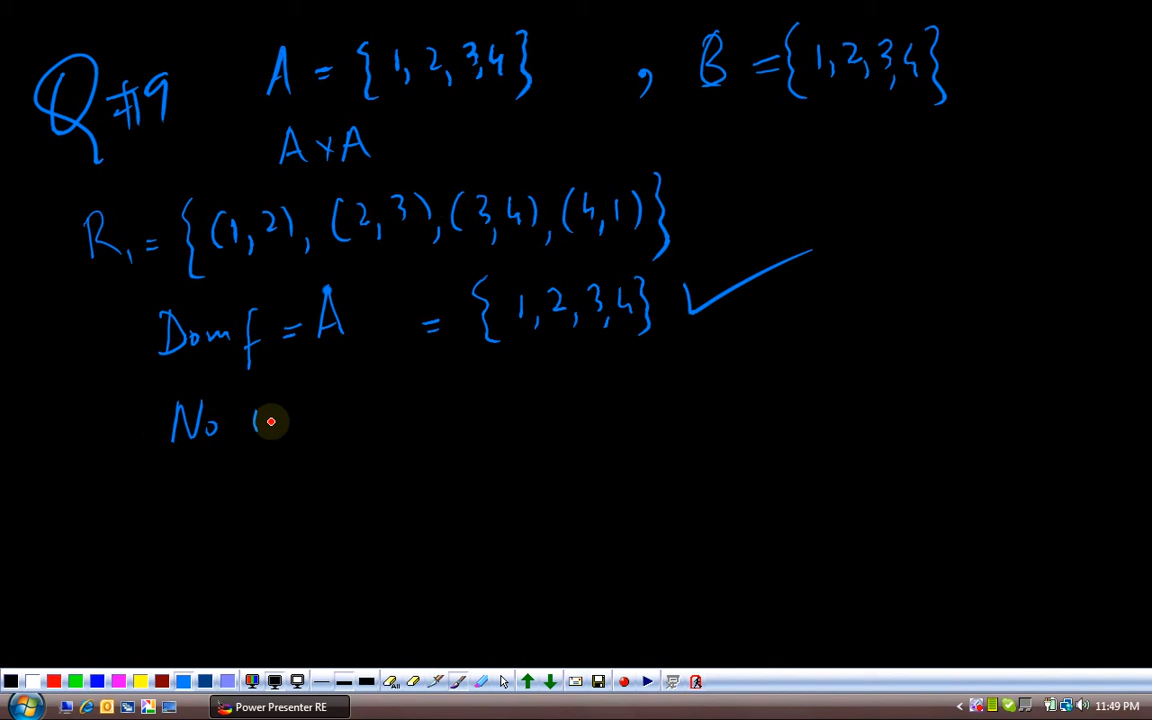 Q#9 A = {1, 2, 3, 4} , B = {1, 2, 3, 4}
A × A
R₁ = {(1, 2), (2, 3), (3, 4), (4, 1)}
Dom f = A = {1, 2, 3, 4} ✓
No
Power Presenter RE
11:49 PM